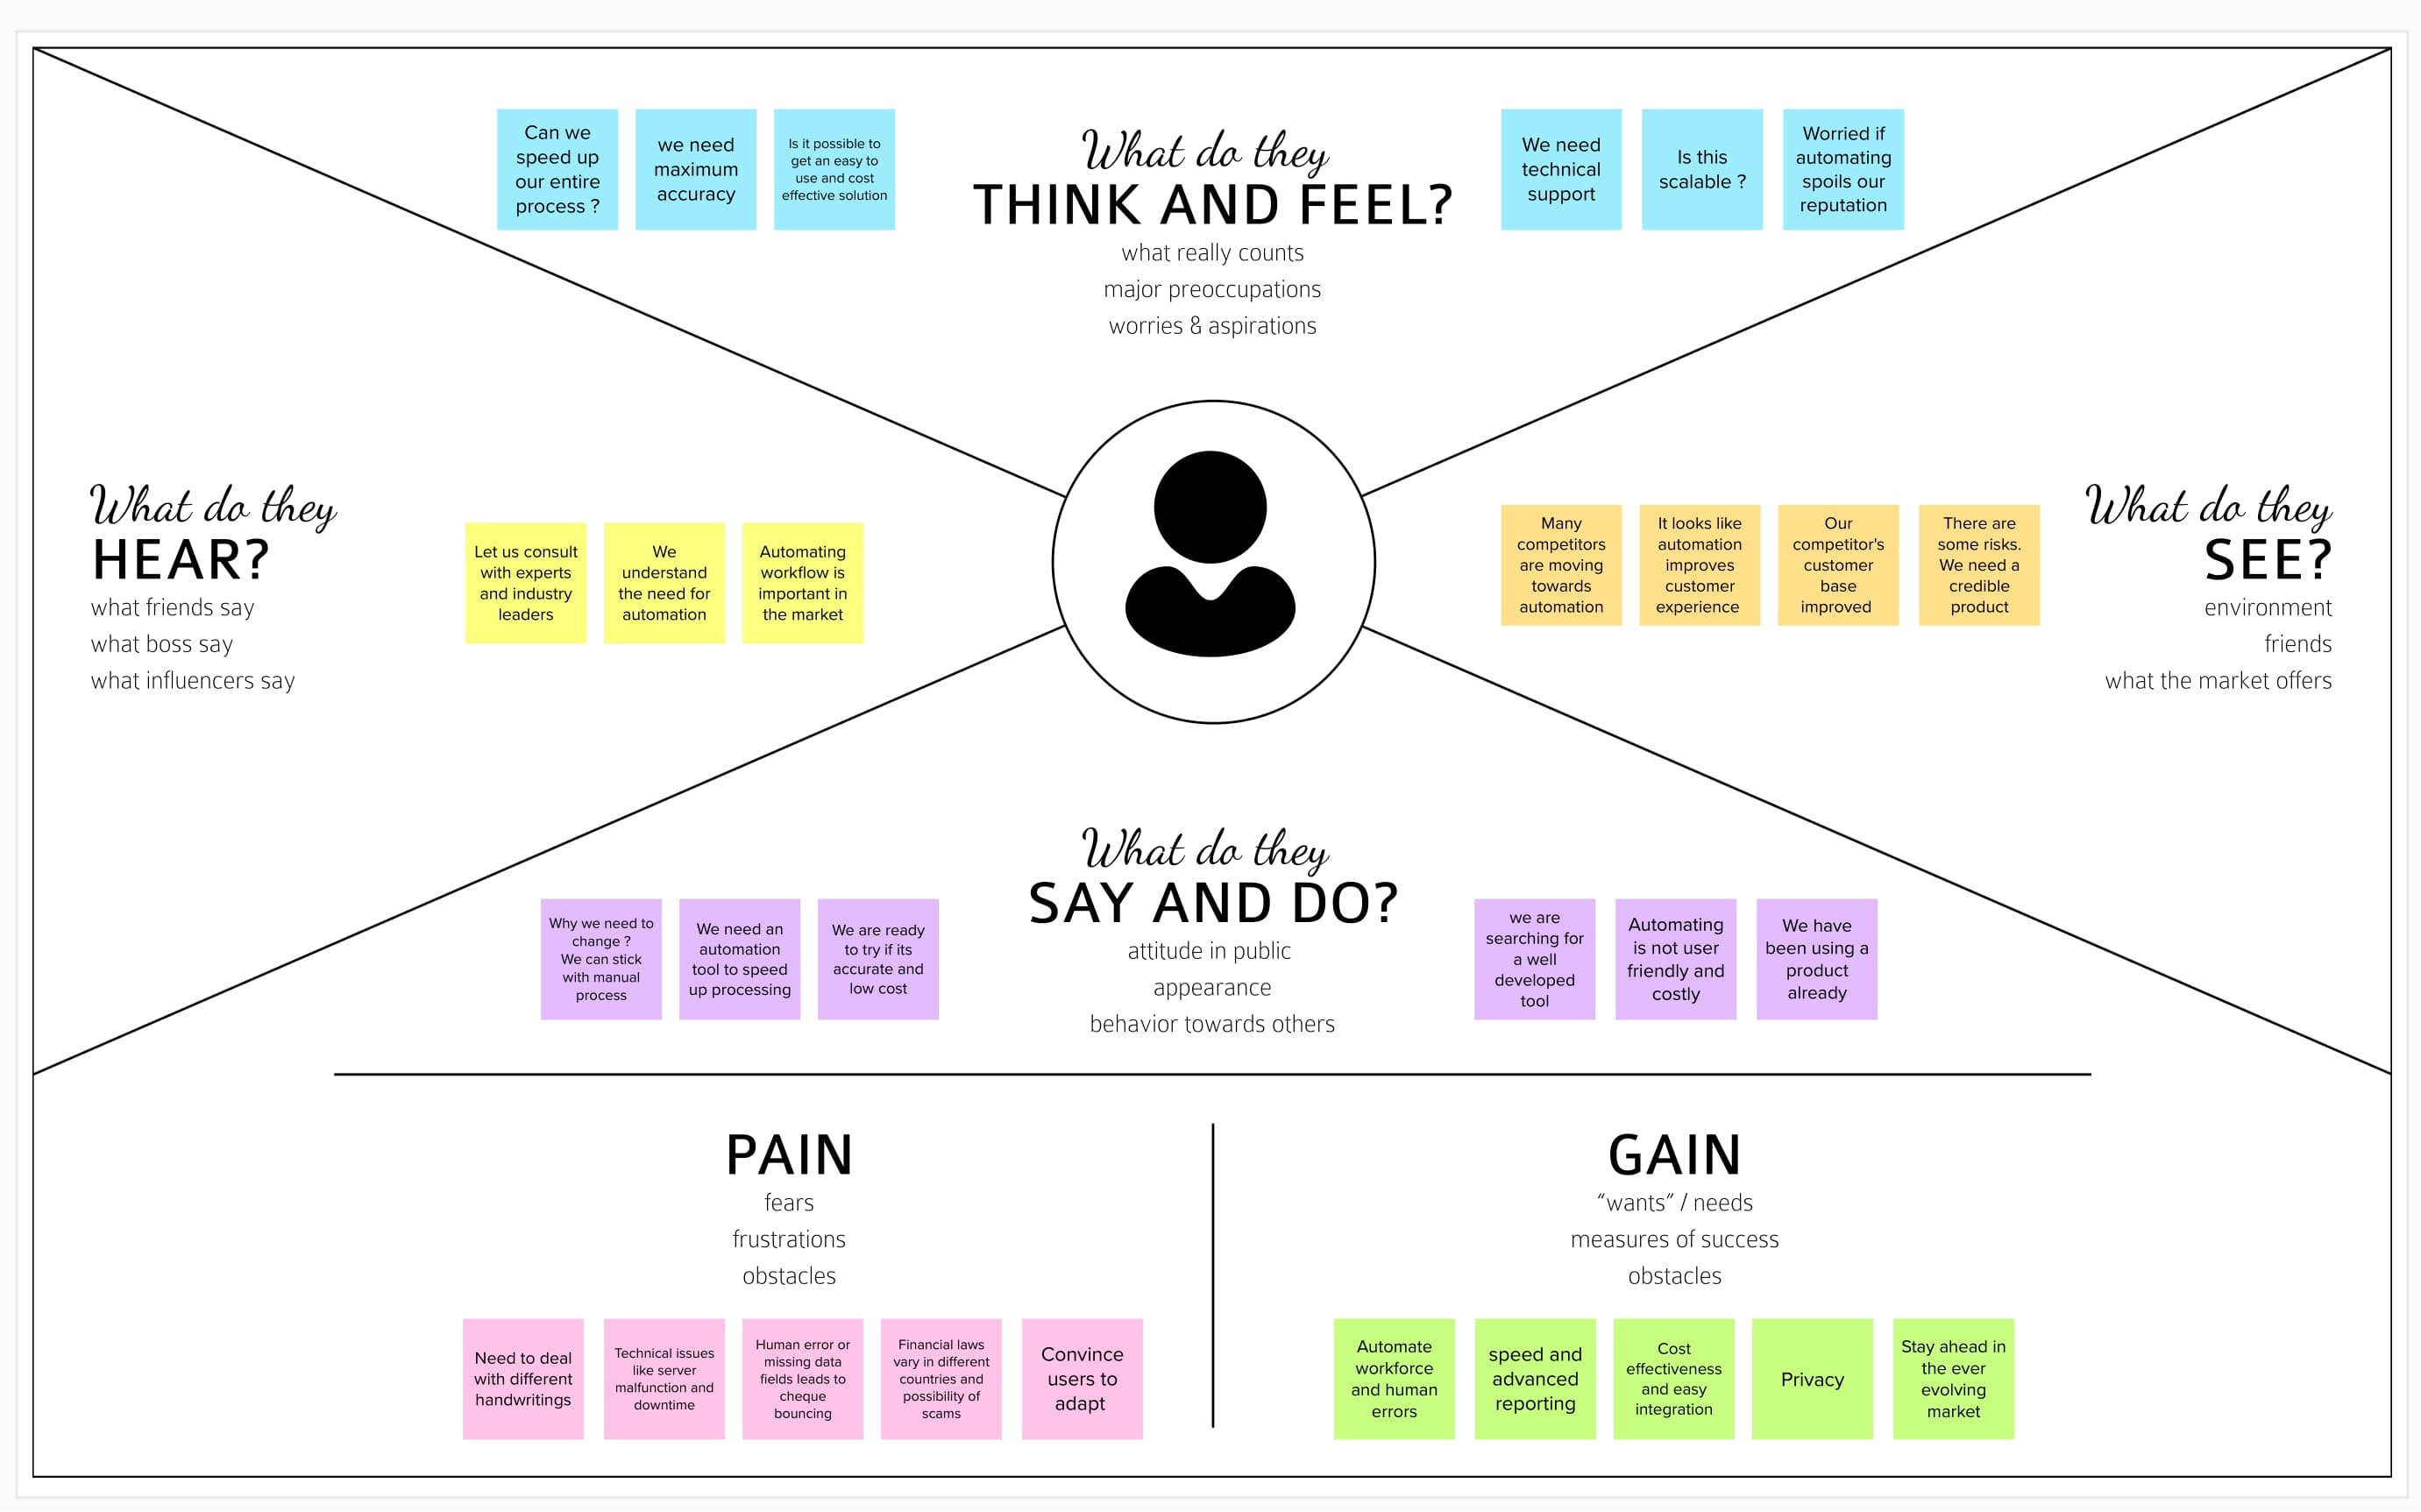 Can we
speed up
our entire
process ?
we need
maximum
accuracy
Is it possible to
get an easy to
use and cost
effective solution
What do they
THINK AND FEEL?
what really counts
major preoccupations
worries & aspirations
We need
technical
support
Is this
scalable ?
Worried if
automating
spoils our
reputation
What do they
HEAR?
what friends say
what boss say
what influencers say
Let us consult
with experts
and industry
leaders
We
understand
the need for
automation
Automating
workflow is
important in
the market
Many
competitors
are moving
towards
automation
It looks like
automation
improves
customer
experience
Our
competitor's
customer
base
improved
There are
some risks.
We need a
credible
product
What do they
SEE?
environment
friends
what the market offers
Why we need to
change ?
We can stick
with manual
process
We need an
automation
tool to speed
up processing
We are ready
to try if its
accurate and
low cost
What do they
SAY AND DO?
attitude in public
appearance
behavior towards others
we are
searching for
a well
developed
tool
Automating
is not user
friendly and
costly
We have
been using a
product
already
PAIN
fears
frustrations
obstacles
Need to deal
with different
handwritings
Technical issues
like server
malfunction and
downtime
Human error or
missing data
fields leads to
cheque
bouncing
Financial laws
vary in different
countries and
possibility of
scams
Convince
users to
adapt
GAIN
“wants” / needs
measures of success
obstacles
Automate
workforce
and human
errors
speed and
advanced
reporting
Cost
effectiveness
and easy
integration
Privacy
Stay ahead in
the ever
evolving
market